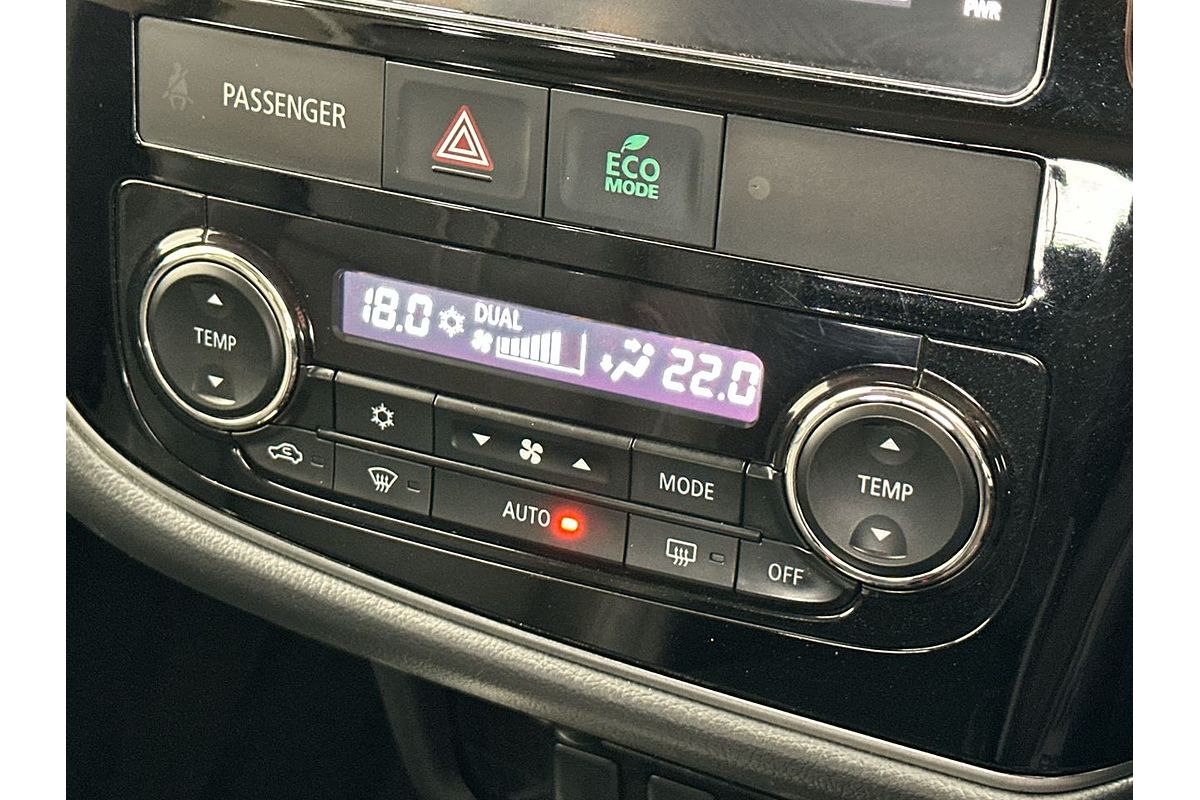 PWR
PASSENGER
ECO
MODE
18.0
DUAL
22.0
TEMP
MODE
TEMP
AUTO
OFF